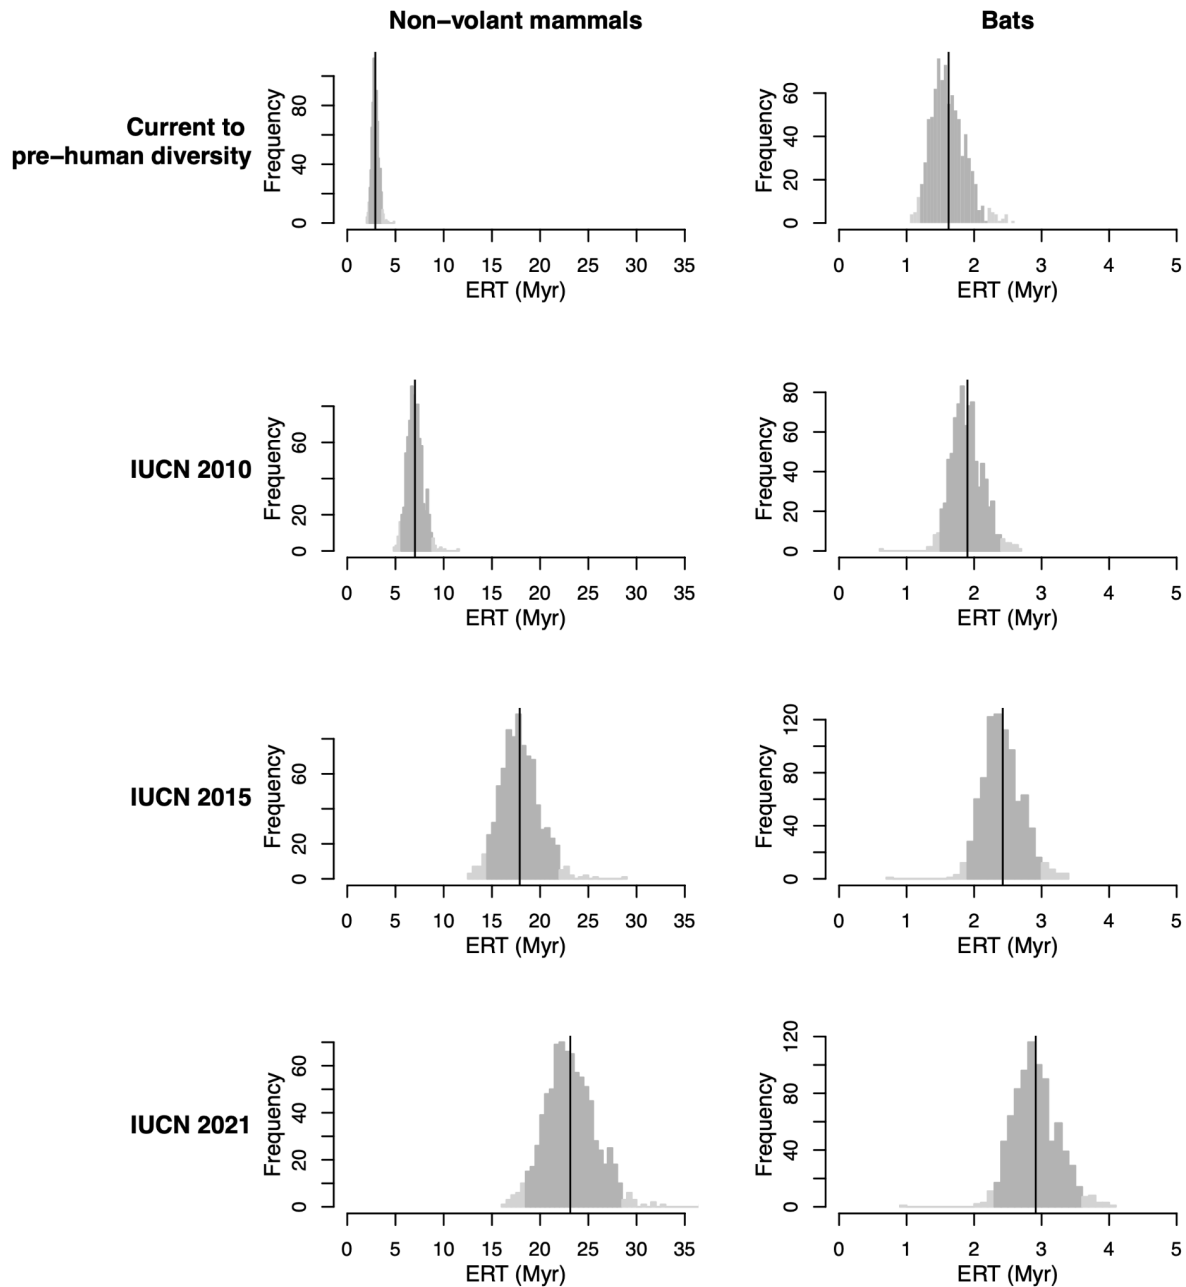 Non−volant mammals
Bats
Current to
pre−human diversity
Frequency
0 40 80
0 5 10 15 20 25 30 35
ERT (Myr)
Frequency
0 20 40 60
0 1 2 3 4 5
ERT (Myr)
IUCN 2010
Frequency
0 20 60
0 5 10 15 20 25 30 35
ERT (Myr)
Frequency
0 20 40 60 80
0 1 2 3 4 5
ERT (Myr)
IUCN 2015
Frequency
0 20 60
0 5 10 15 20 25 30 35
ERT (Myr)
Frequency
0 40 80 120
0 1 2 3 4 5
ERT (Myr)
IUCN 2021
Frequency
0 20 40 60
0 5 10 15 20 25 30 35
ERT (Myr)
Frequency
0 40 80 120
0 1 2 3 4 5
ERT (Myr)